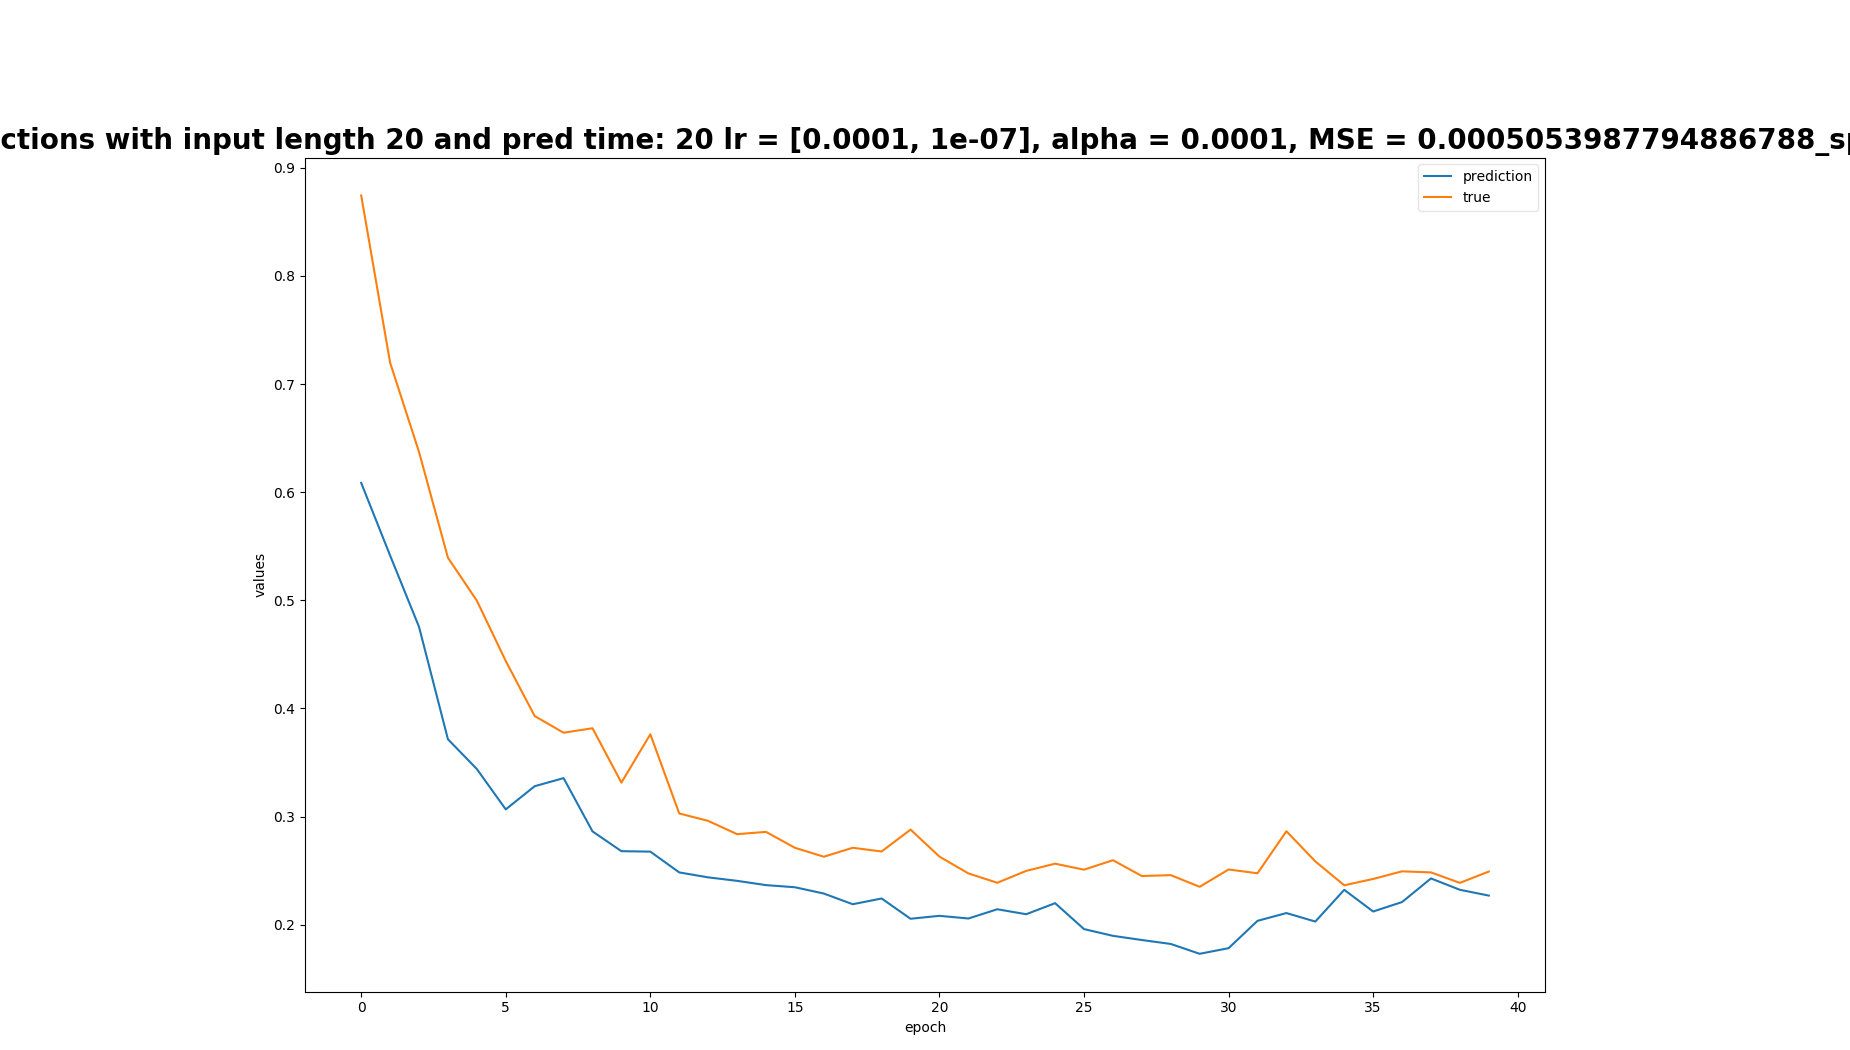 ctions with input length 20 and pred time: 20 lr = [0.0001, 1e-07], alpha = 0.0001, MSE = 0.0005053987794886788_sp
prediction
true
0.9
0.8
0.7
0.6
0.5
0.4
0.3
0.2
values
0 5 10 15 20 25 30 35 40
epoch